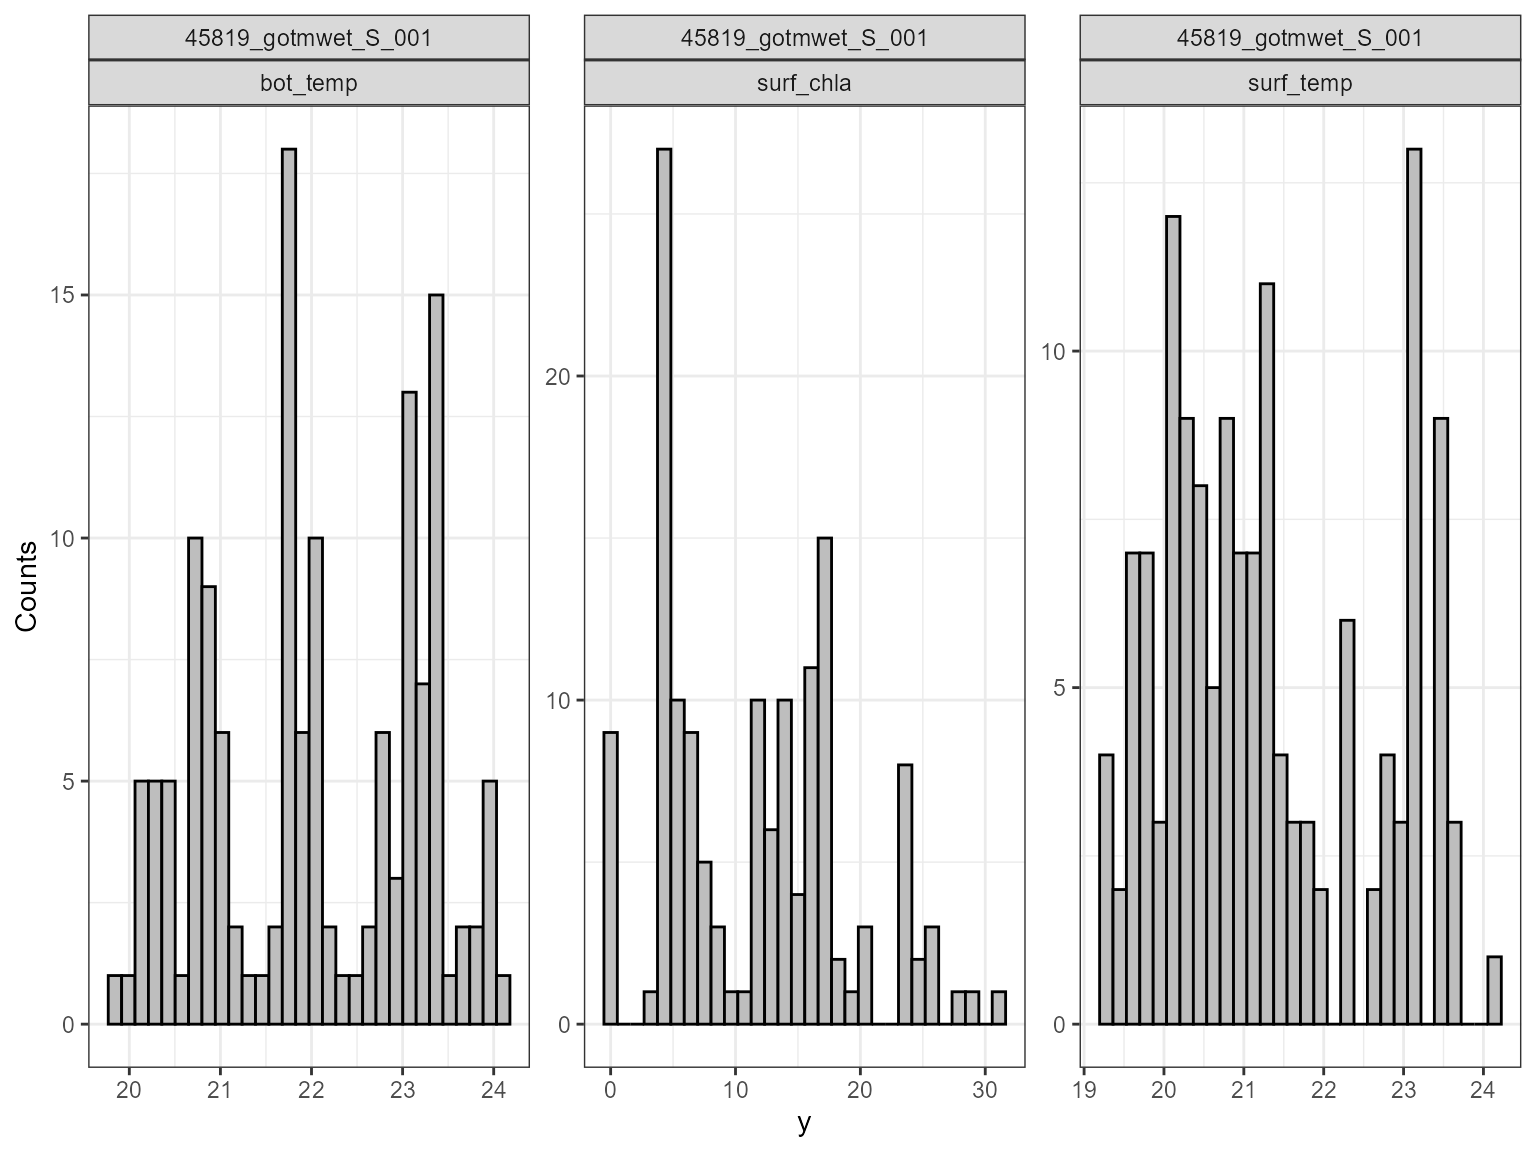 45819_gotmwet_S_001 45819_gotmwet_S_001 45819_gotmwet_S_001
bot_temp surf_chla surf_temp
Counts
0 5 10 15
20 21 22 23 24
0 10 20
0 10 20 30
0 5 10
19 20 21 22 23 24
y